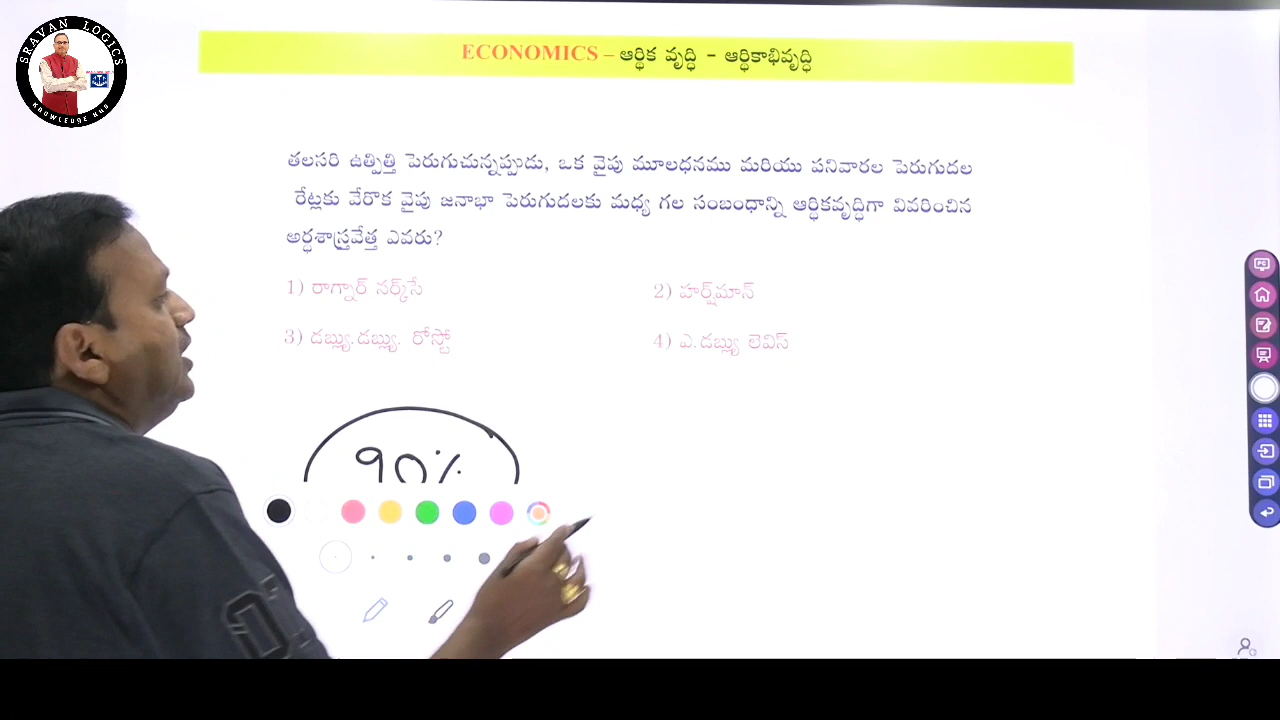 SRAVAN LOGICS
KNOWLEDGE HUB
ECONOMICS – ఆర్థిక వృద్ధి - ఆర్థికాభివృద్ధి
తలసరి ఉత్పిత్తి పెరుగుచున్నప్పుడు, ఒక వైపు మూలధనము మరియు పనివారల పెరుగుదల
రేట్లకు వేరొక వైపు జనాభా పెరుగుదలకు మధ్య గల సంబంధాన్ని ఆర్థికవృద్ధిగా వివరించిన
అర్థశాస్త్రవేత్త ఎవరు?
1) రాగ్నార్ నర్క్‌సే
2) హర్ష్‌మాన్
3) డబ్ల్యు.డబ్ల్యు. రోస్టో
4) ఎ.డబ్ల్యు లెవిస్
90%